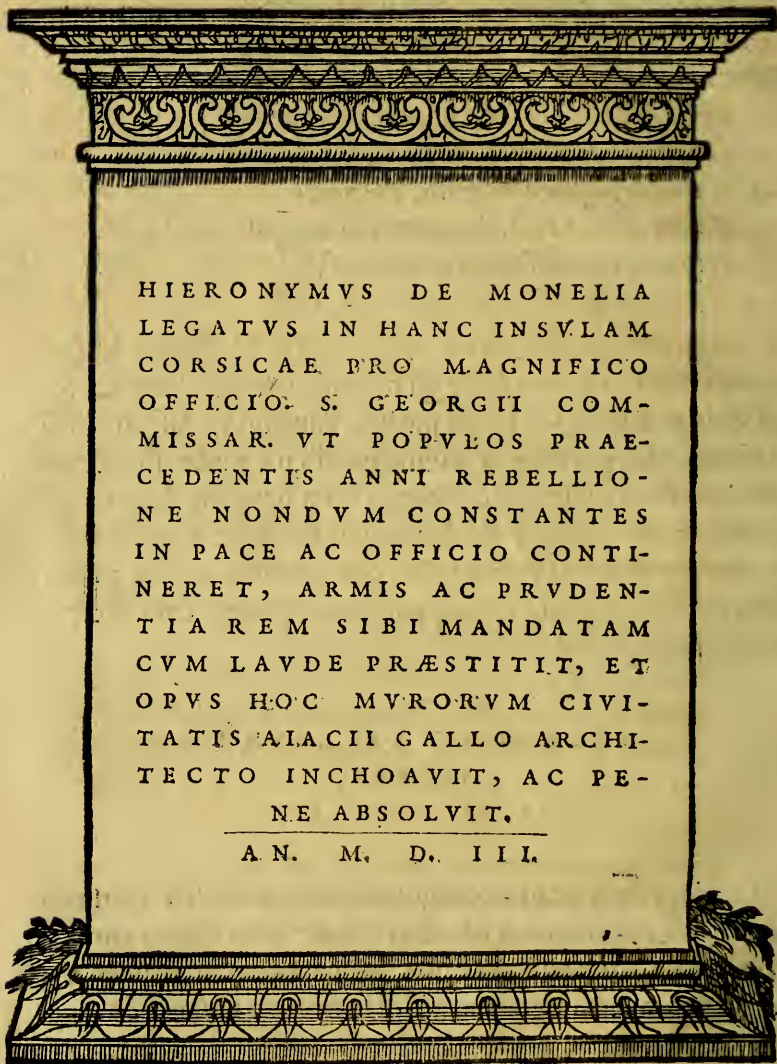 HIERONYMVS DE MONELIA
LEGATVS IN HANC INSVLAM
CORSICAE PRO MAGNIFICO
OFFICIO. S. GEORGII COM-
MISSAR. VT POPVLOS PRAE-
CEDENTIS ANNI REBELLIO-
NE NONDVM CONSTANTES
IN PACE AC OFFICIO CONTI-
NERET, ARMIS AC PRVDEN-
TIA REM SIBI MANDATAM
CVM LAVDE PRÆSTITIT, ET
OPVS HOC MVRORVM CIVI-
TATIS AIACII GALLO ARCHI-
TECTO INCHOAVIT, AC PE-
NE ABSOLVIT.
AN. M. D. III.